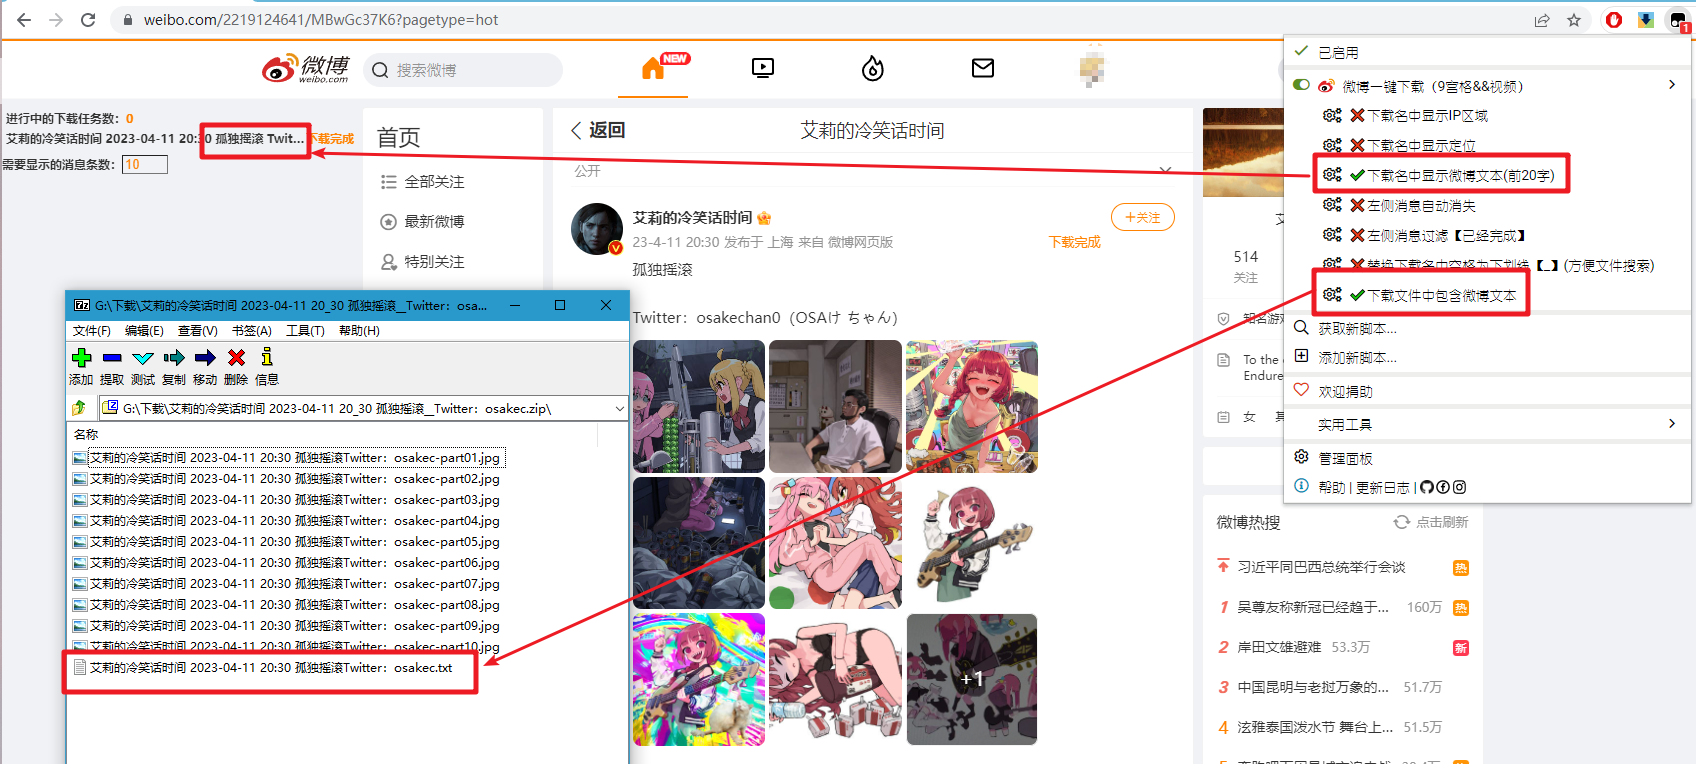 weibo.com/2219124641/MBwGc37K6?pagetype=hot
1
微博
weibo.com
搜索微博
NEW
进行中的下载任务数：0
艾莉的冷笑话时间 2023-04-11 20:30 孤独摇滚 Twit... 下载完成
需要显示的消息条数：10
首页
全部关注
最新微博
特别关注
返回
艾莉的冷笑话时间
公开
艾莉的冷笑话时间
+关注
23-4-11 20:30 发布于 上海 来自 微博网页版
下载完成
孤独摇滚
Twitter：osakechan0（OSAけ ちゃん）
+1
G:\下载\艾莉的冷笑话时间 2023-04-11 20_30 孤独摇滚__Twitter：osa...
文件(F) 编辑(E) 查看(V) 书签(A) 工具(T) 帮助(H)
添加 提取 测试 复制 移动 删除 信息
G:\下载\艾莉的冷笑话时间 2023-04-11 20_30 孤独摇滚__Twitter：osakec.zip\
名称
艾莉的冷笑话时间 2023-04-11 20:30 孤独摇滚Twitter：osakec-part01.jpg
艾莉的冷笑话时间 2023-04-11 20:30 孤独摇滚Twitter：osakec-part02.jpg
艾莉的冷笑话时间 2023-04-11 20:30 孤独摇滚Twitter：osakec-part03.jpg
艾莉的冷笑话时间 2023-04-11 20:30 孤独摇滚Twitter：osakec-part04.jpg
艾莉的冷笑话时间 2023-04-11 20:30 孤独摇滚Twitter：osakec-part05.jpg
艾莉的冷笑话时间 2023-04-11 20:30 孤独摇滚Twitter：osakec-part06.jpg
艾莉的冷笑话时间 2023-04-11 20:30 孤独摇滚Twitter：osakec-part07.jpg
艾莉的冷笑话时间 2023-04-11 20:30 孤独摇滚Twitter：osakec-part08.jpg
艾莉的冷笑话时间 2023-04-11 20:30 孤独摇滚Twitter：osakec-part09.jpg
艾莉的冷笑话时间 2023-04-11 20:30 孤独摇滚Twitter：osakec-part10.jpg
艾莉的冷笑话时间 2023-04-11 20:30 孤独摇滚Twitter：osakec.txt
已启用
微博一键下载（9宫格&&视频）
下载名中显示IP区域
下载名中显示定位
下载名中显示微博文本(前20字)
左侧消息自动消失
左侧消息过滤【已经完成】
替换下载名中空格为下划线【_】(方便文件搜索)
下载文件中包含微博文本
获取新脚本...
添加新脚本...
欢迎捐助
实用工具
管理面板
帮助 | 更新日志 |
514
关注
知名游戏
To the
Endure
女
微博热搜
点击刷新
习近平同巴西总统举行会谈 热
1 吴尊友称新冠已经趋于... 160万 热
2 岸田文雄避难 53.3万 新
3 中国昆明与老挝万象的... 51.7万
4 泫雅泰国泼水节 舞台上... 51.5万